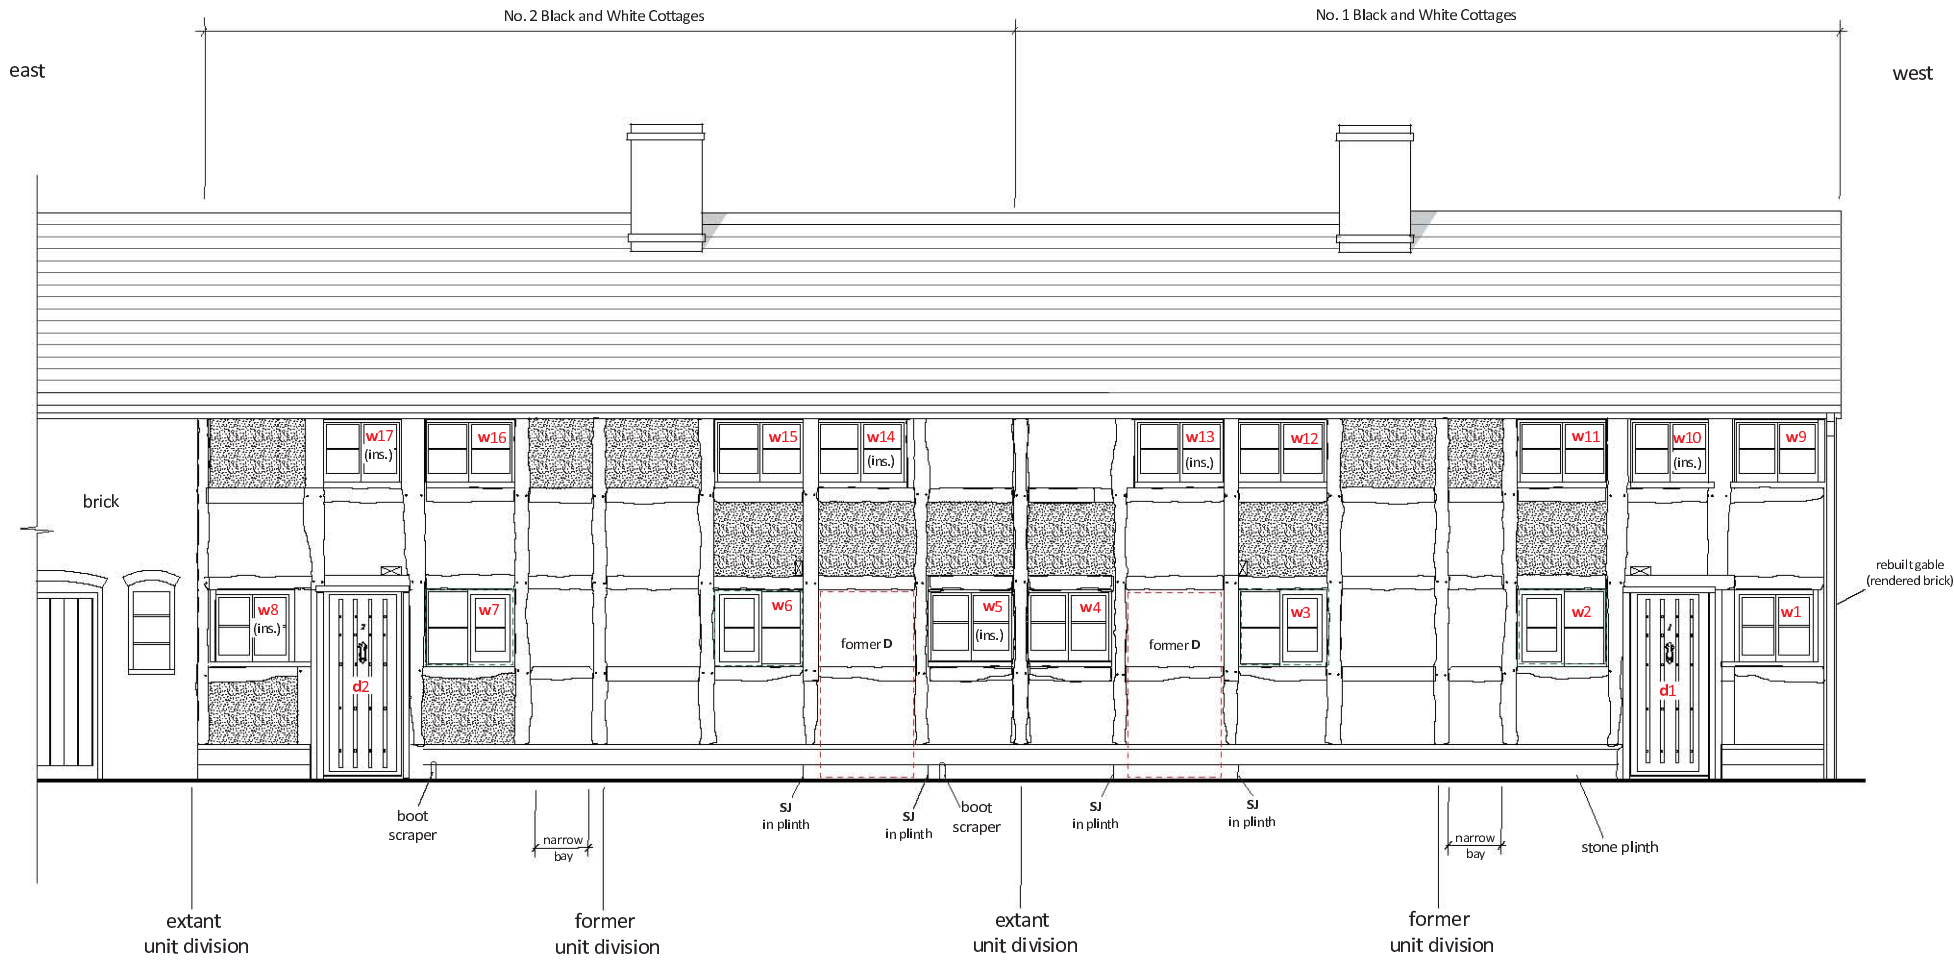 No. 2 Black and White Cottages
No. 1 Black and White Cottages
east
west
w17
(ins.)
w16
w15
w14
(ins.)
w13
(ins.)
w12
w11
w10
(ins.)
w9
brick
rebuilt gable
(rendered brick)
w8
(ins.)
w7
w6
w5
(ins.)
w4
w3
w2
w1
former D
former D
d2
d1
boot
scraper
SJ
in plinth
SJ
in plinth
boot
scraper
SJ
in plinth
SJ
in plinth
narrow
bay
narrow
bay
stone plinth
extant
unit division
former
unit division
extant
unit division
former
unit division